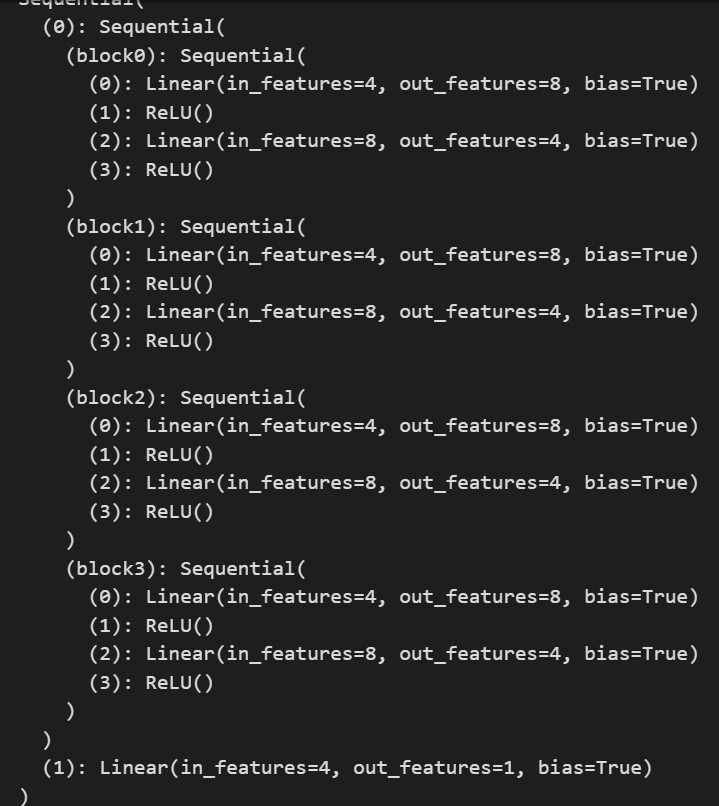 Sequential(
  (0): Sequential(
    (block0): Sequential(
      (0): Linear(in_features=4, out_features=8, bias=True)
      (1): ReLU()
      (2): Linear(in_features=8, out_features=4, bias=True)
      (3): ReLU()
    )
    (block1): Sequential(
      (0): Linear(in_features=4, out_features=8, bias=True)
      (1): ReLU()
      (2): Linear(in_features=8, out_features=4, bias=True)
      (3): ReLU()
    )
    (block2): Sequential(
      (0): Linear(in_features=4, out_features=8, bias=True)
      (1): ReLU()
      (2): Linear(in_features=8, out_features=4, bias=True)
      (3): ReLU()
    )
    (block3): Sequential(
      (0): Linear(in_features=4, out_features=8, bias=True)
      (1): ReLU()
      (2): Linear(in_features=8, out_features=4, bias=True)
      (3): ReLU()
    )
  )
  (1): Linear(in_features=4, out_features=1, bias=True)
)